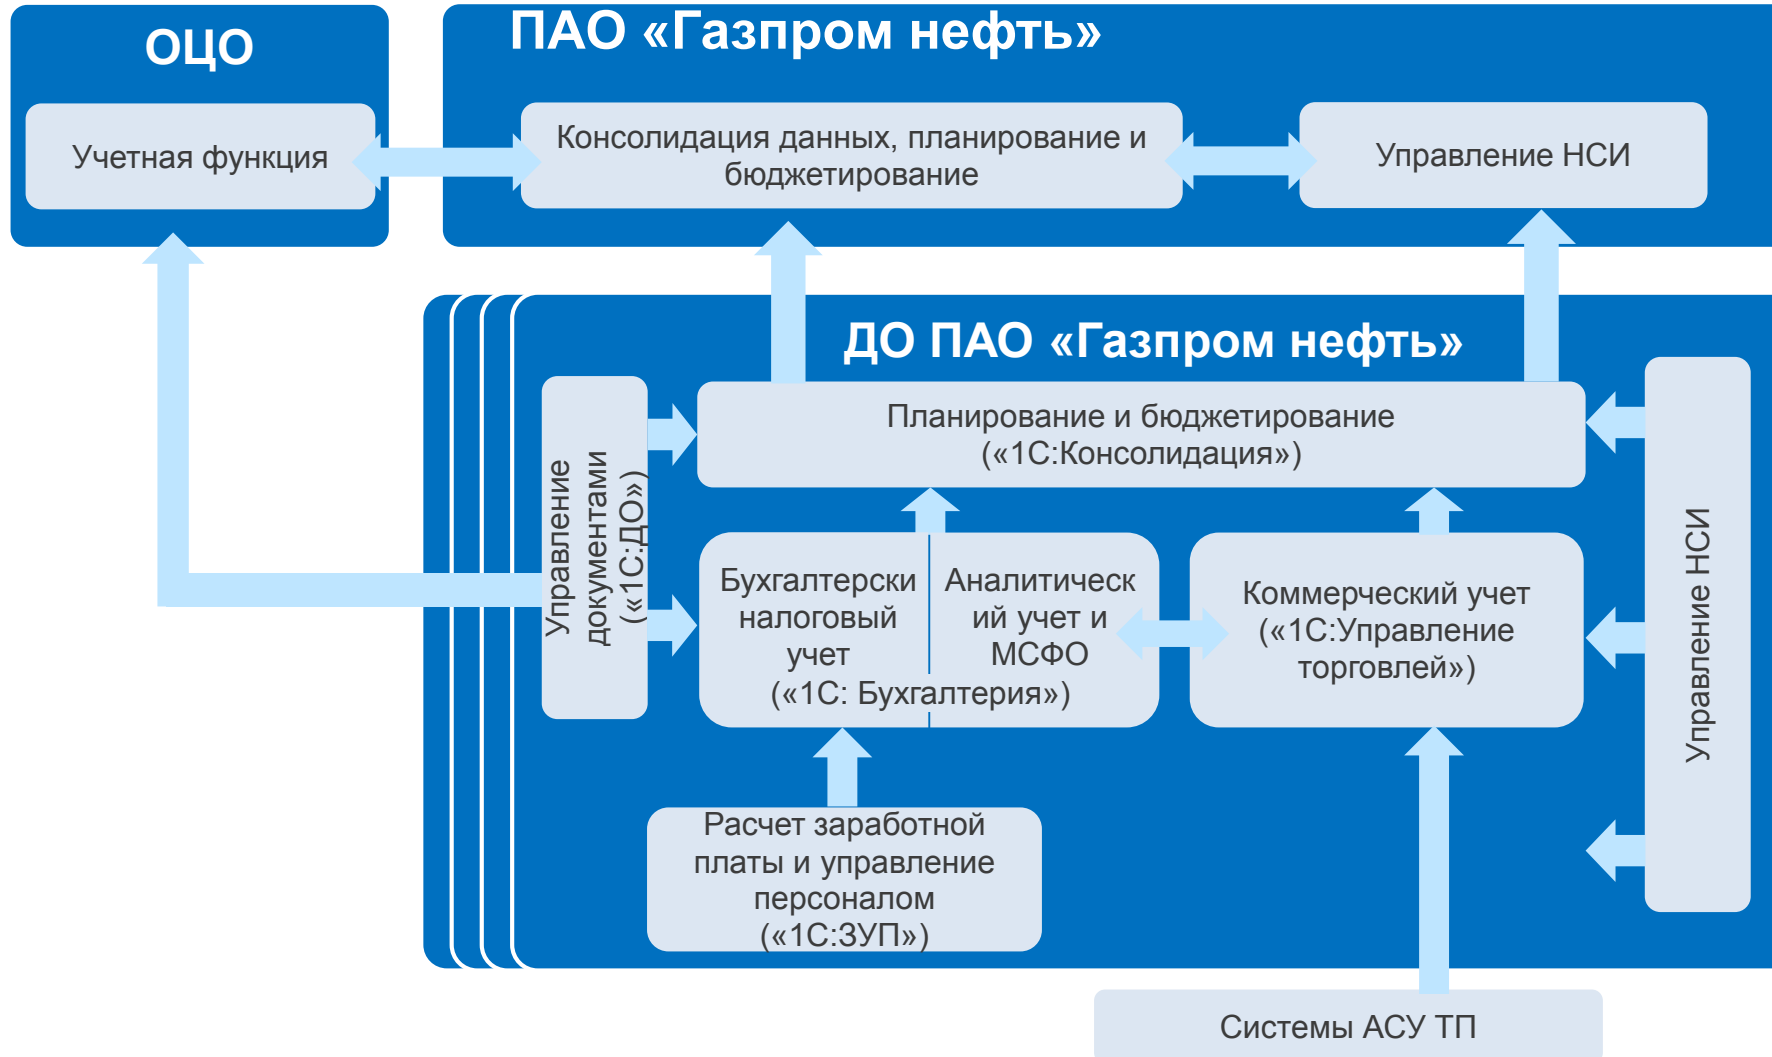 ОЦО
ПАО «Газпром нефть»
Учетная функция
Консолидация данных, планирование и
бюджетирование
Управление НСИ
ДО ПАО «Газпром нефть»
Управление
документами
(«1С:ДО»)
Планирование и бюджетирование
(«1С:Консолидация»)
Бухгалтерски
налоговый
учет
Аналитическ
ий учет и
МСФО
(«1С: Бухгалтерия»)
Коммерческий учет
(«1С:Управление
торговлей»)
Управление НСИ
Расчет заработной
платы и управление
персоналом
(«1С:ЗУП»)
Системы АСУ ТП